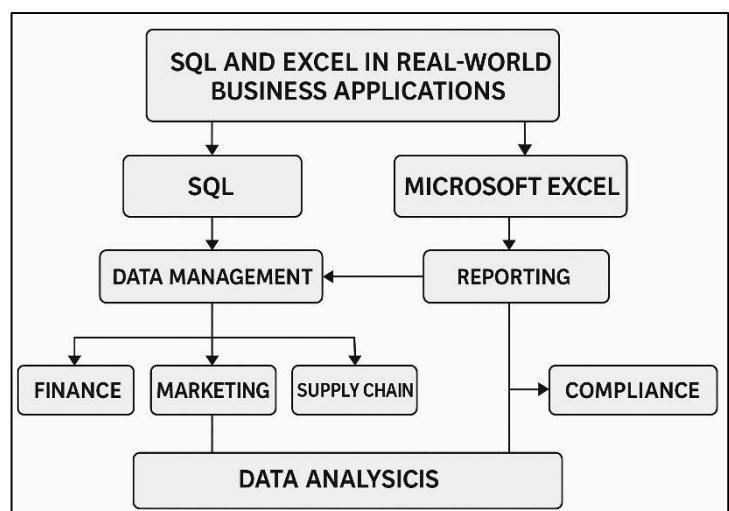 SQL AND EXCEL IN REAL-WORLD
BUSINESS APPLICATIONS
SQL
MICROSOFT EXCEL
DATA MANAGEMENT
REPORTING
FINANCE
MARKETING
SUPPLY CHAIN
COMPLIANCE
DATA ANALYSICIS